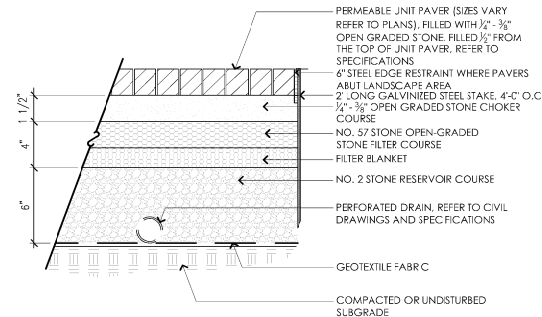 PERMEABLE UNIT PAVER (SIZES VARY
REFER TO PLANS), FILLED WITH ¼" - ⅜"
OPEN GRADED STONE. FILLED ½" FROM
THE TOP OF UNIT PAVER, REFER TO
SPECIFICATIONS
6" STEEL EDGE RESTRAINT WHERE PAVERS
ABUT LANDSCAPE AREA
2' LONG GALVANIZED STEEL STAKE, 4'-0" O.C
¼" - ⅜" OPEN GRADED STONE CHOKER
COURSE
NO. 57 STONE OPEN-GRADED
STONE FILTER COURSE
FILTER BLANKET
NO. 2 STONE RESERVOIR COURSE
PERFORATED DRAIN, REFER TO CIVIL
DRAWINGS AND SPECIFICATIONS
GEOTEXTILE FABRIC
COMPACTED OR UNDISTURBED
SUBGRADE
1 1/2"
4"
6"